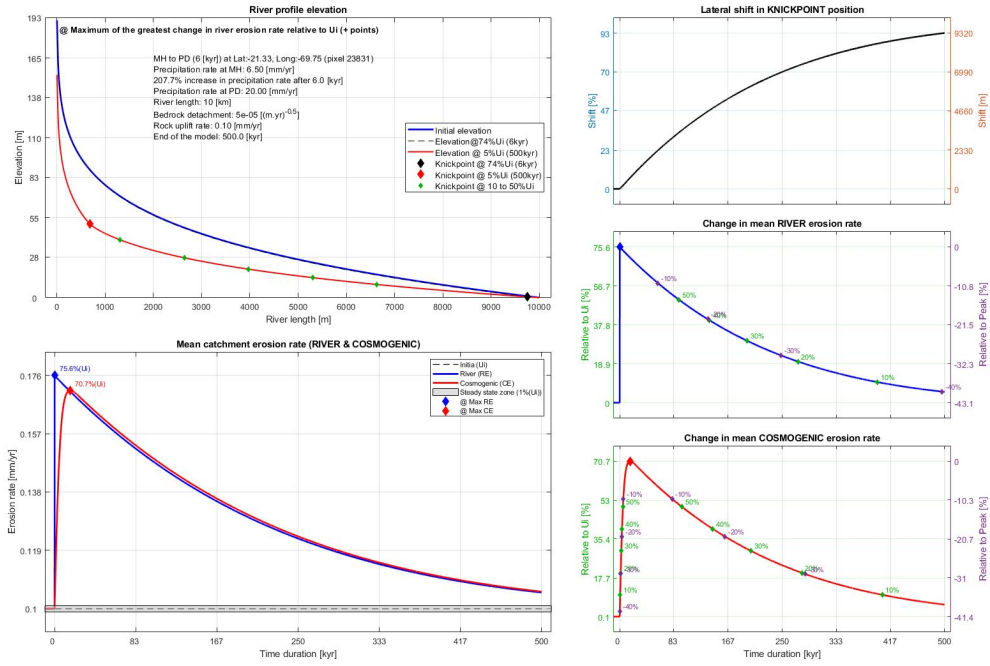 River profile elevation
193
165
138
110
83
55
28
0
Elevation [m]
@ Maximum of the greatest change in river erosion rate relative to Ui (+ points)
MH to PD (6 [kyr]) at Lat:-21.33, Long:-69.75 (pixel 23831)
Precipitation rate at MH: 6.50 [mm/yr]
207.7% increase in precipitation rate after 6.0 [kyr]
Precipitation rate at PD: 20.00 [mm/yr]
River length: 10 [km]
Bedrock detachment: 5e-05 [(m.yr)^-0.5]
Rock uplift rate: 0.10 [mm/yr]
End of the model: 500.0 [kyr]
Initial elevation
Elevation@74%Ui (6kyr)
Elevation @ 5%Ui (500kyr)
Knickpoint @ 74%Ui (6kyr)
Knickpoint @ 5%Ui (500kyr)
Knickpoint @ 10 to 50%Ui
0 1000 2000 3000 4000 5000 6000 7000 8000 9000 10000
River length [m]
Lateral shift in KNICKPOINT position
93
70
47
23
0
Shift [%]
9320
6990
4660
2330
0
Shift [m]
Change in mean RIVER erosion rate
75.6
56.7
37.8
18.9
0
Relative to Ui [%]
-10%
50%
40%
30%
-30%
20%
10%
-40%
0
-10.8
-21.5
-32.3
-43.1
Relative to Peak [%]
Mean catchment erosion rate (RIVER & COSMOGENIC)
0.176
0.157
0.138
0.119
0.1
Erosion rate [mm/yr]
75.6%(Ui)
70.7%(Ui)
Initia (Ui)
River (RE)
Cosmogenic (CE)
Steady state zone (1%(Ui))
@ Max RE
@ Max CE
0 83 167 250 333 417 500
Time duration [kyr]
Change in mean COSMOGENIC erosion rate
70.7
53
35.4
17.7
0
Relative to Ui [%]
-10%
50%
40%
-20%
30%
10%
-40%
-10%
50%
40%
-20%
30%
10%
0
-10.3
-20.7
-31
-41.4
Relative to Peak [%]
0 83 167 250 333 417 500
Time duration [kyr]